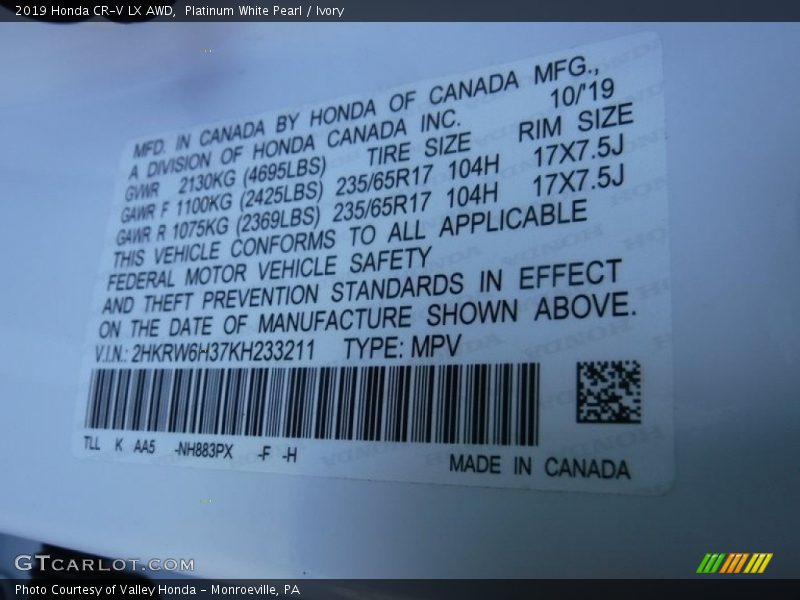 2019 Honda CR-V LX AWD,  Platinum White Pearl / Ivory
MFD. IN CANADA BY HONDA OF CANADA MFG.,
A DIVISION OF HONDA CANADA INC. 10/'19
GVWR 2130KG (4695LBS) TIRE SIZE RIM SIZE
GAWR F 1100KG (2425LBS) 235/65R17 104H 17X7.5J
GAWR R 1075KG (2369LBS) 235/65R17 104H 17X7.5J
THIS VEHICLE CONFORMS TO ALL APPLICABLE
FEDERAL MOTOR VEHICLE SAFETY
AND THEFT PREVENTION STANDARDS IN EFFECT
ON THE DATE OF MANUFACTURE SHOWN ABOVE.
V.I.N.: 2HKRW6H37KH233211 TYPE: MPV
TLL K AA5 -NH883PX -F -H
MADE IN CANADA
GTCARLOT.COM
Photo Courtesy of Valley Honda - Monroeville, PA